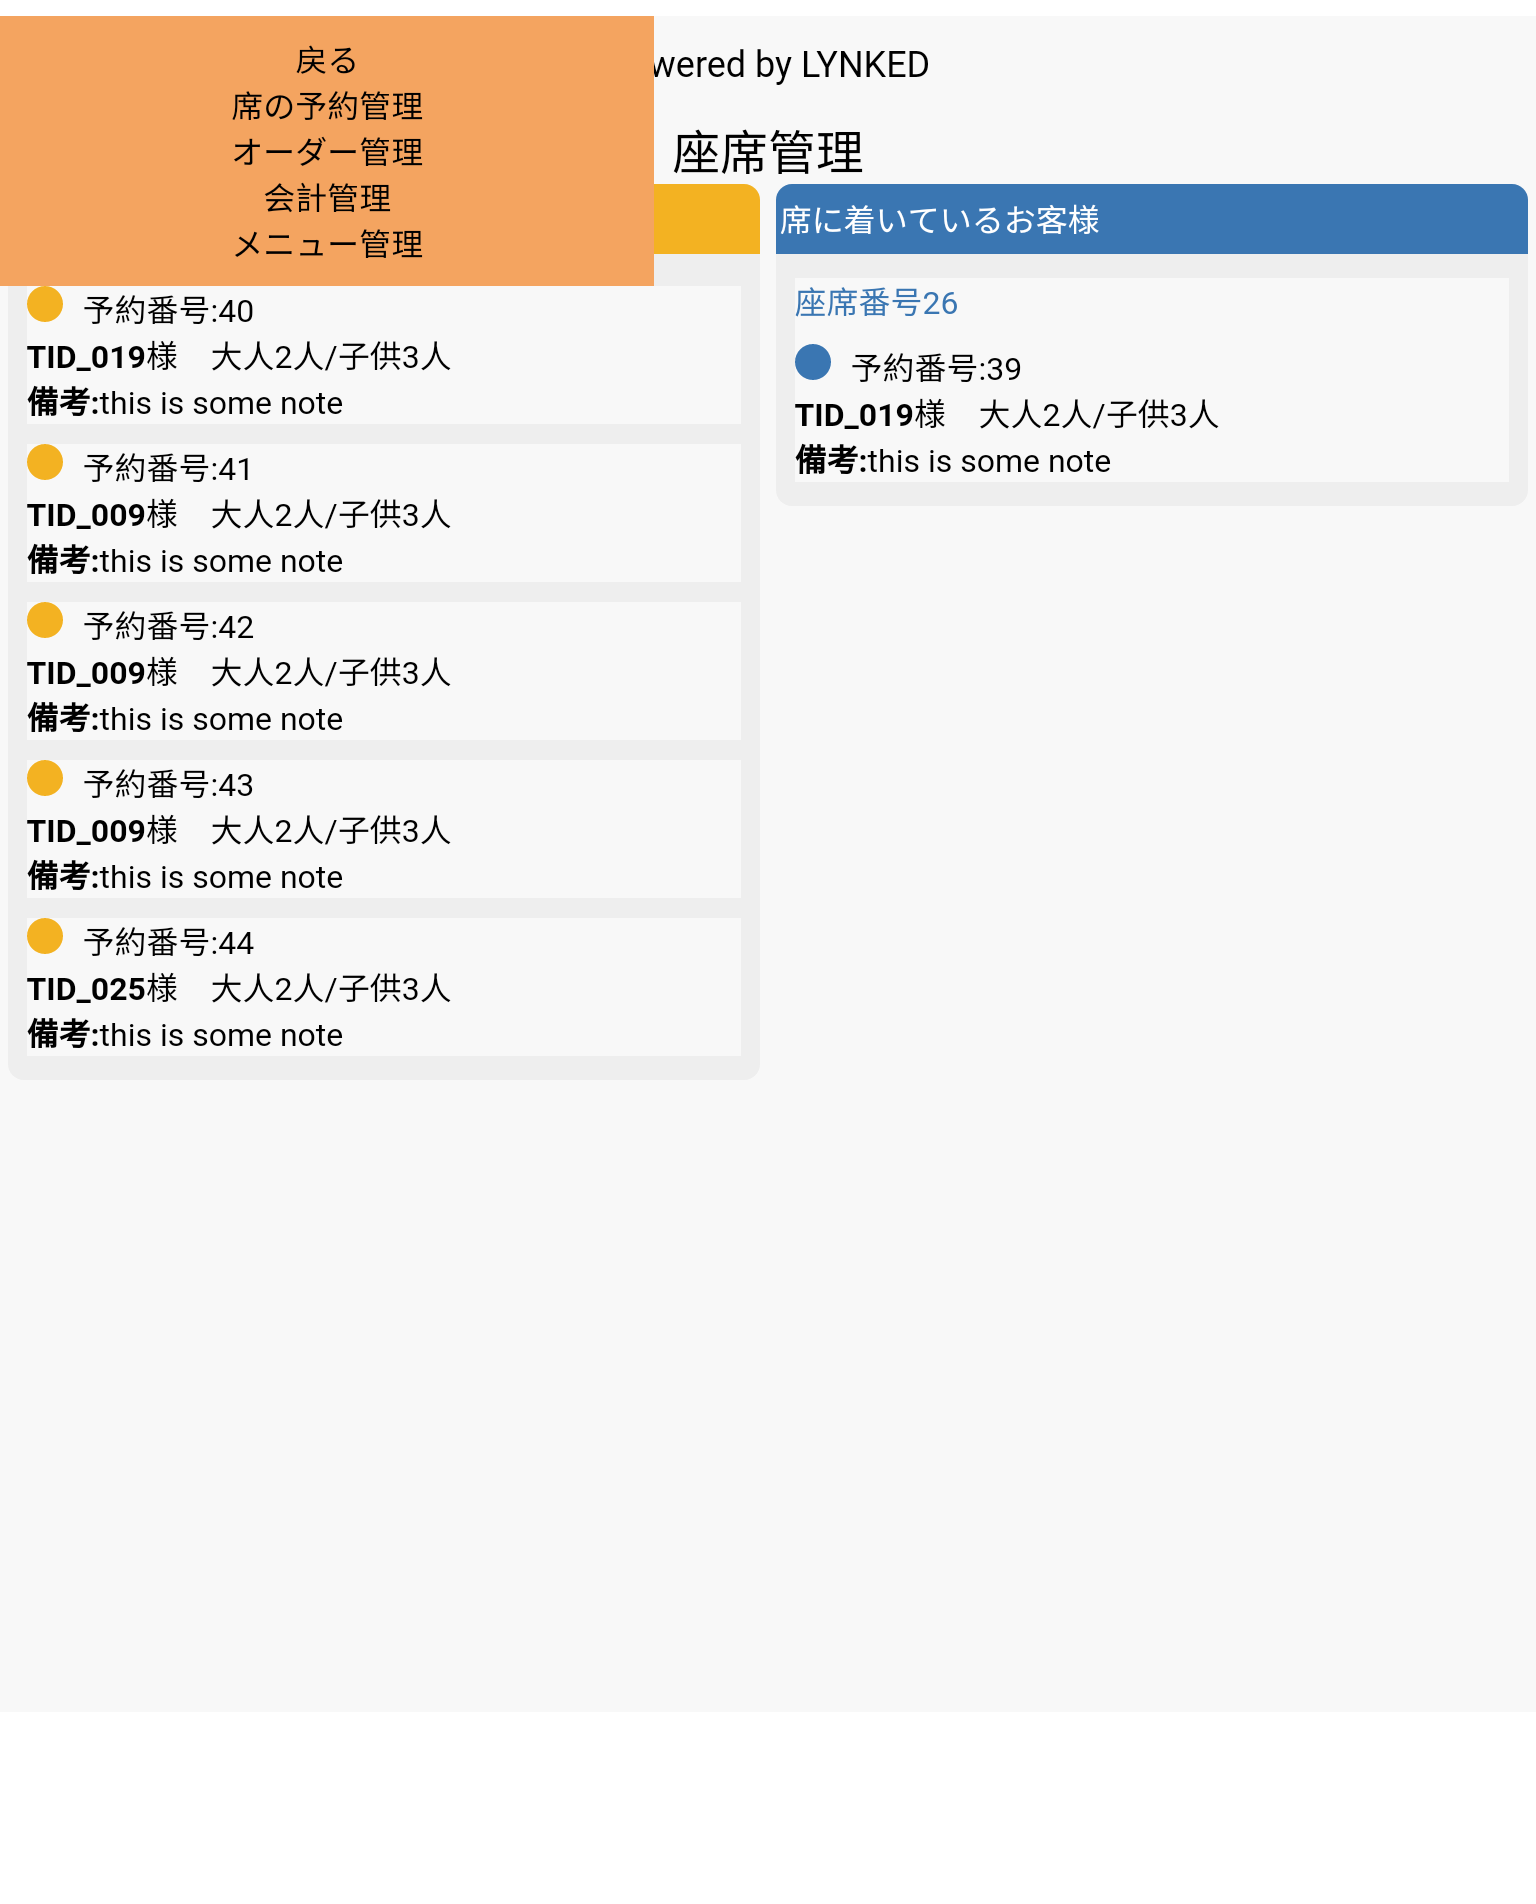 戻る
席の予約管理
オーダー管理
会計管理
メニュー管理
wered by LYNKED
座席管理
予約番号:40
TID_019様　大人2人/子供3人
備考:this is some note
予約番号:41
TID_009様　大人2人/子供3人
備考:this is some note
予約番号:42
TID_009様　大人2人/子供3人
備考:this is some note
予約番号:43
TID_009様　大人2人/子供3人
備考:this is some note
予約番号:44
TID_025様　大人2人/子供3人
備考:this is some note
席に着いているお客様
座席番号26
予約番号:39
TID_019様　大人2人/子供3人
備考:this is some note